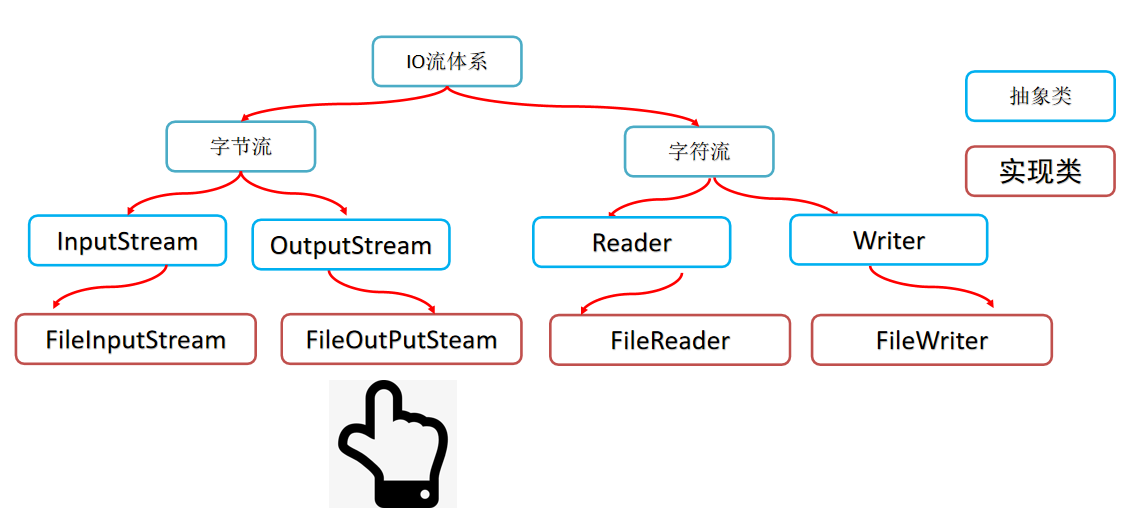 IO流体系
抽象类
字节流
字符流
实现类
InputStream
OutputStream
Reader
Writer
FileInputStream
FileOutPutSteam
FileReader
FileWriter